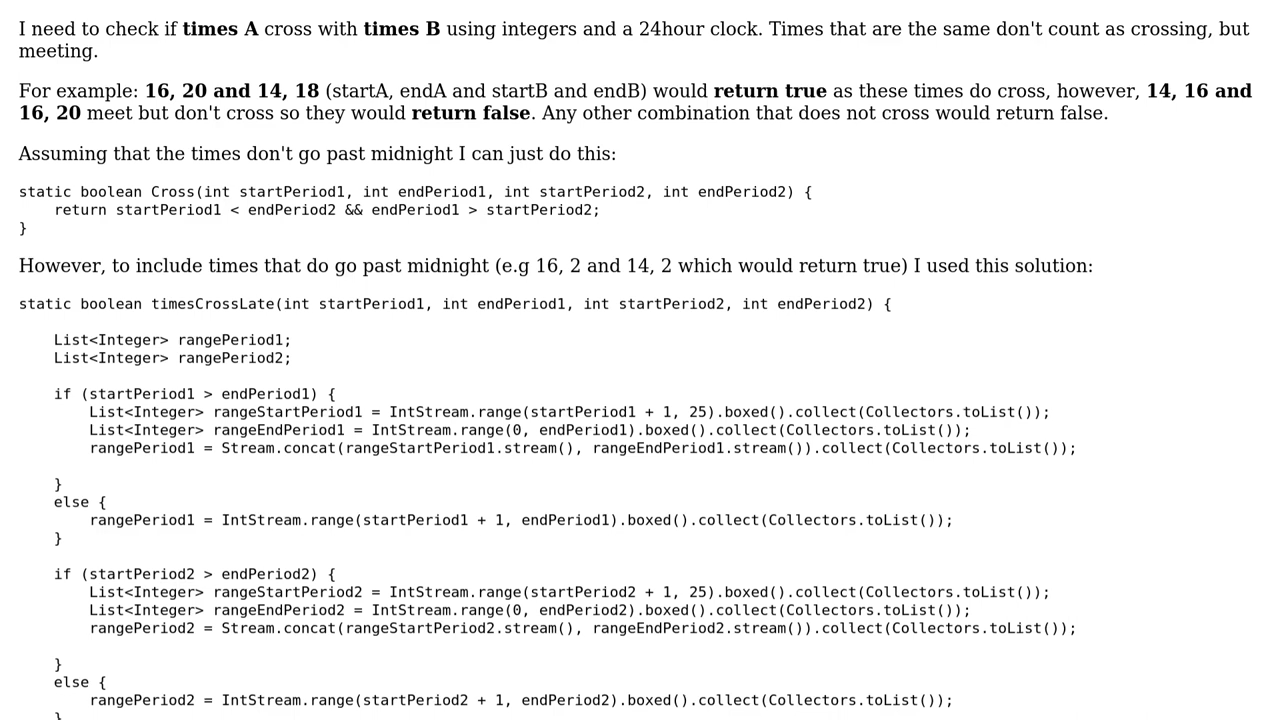 I need to check if times A cross with times B using integers and a 24hour clock. Times that are the same don't count as crossing, but
meeting.
For example: 16, 20 and 14, 18 (startA, endA and startB and endB) would return true as these times do cross, however, 14, 16 and
16, 20 meet but don't cross so they would return false. Any other combination that does not cross would return false.
Assuming that the times don't go past midnight I can just do this:
static boolean Cross(int startPeriod1, int endPeriod1, int startPeriod2, int endPeriod2) {
    return startPeriod1 < endPeriod2 && endPeriod1 > startPeriod2;
}
However, to include times that do go past midnight (e.g 16, 2 and 14, 2 which would return true) I used this solution:
static boolean timesCrossLate(int startPeriod1, int endPeriod1, int startPeriod2, int endPeriod2) {
    List<Integer> rangePeriod1;
    List<Integer> rangePeriod2;
    if (startPeriod1 > endPeriod1) {
        List<Integer> rangeStartPeriod1 = IntStream.range(startPeriod1 + 1, 25).boxed().collect(Collectors.toList());
        List<Integer> rangeEndPeriod1 = IntStream.range(0, endPeriod1).boxed().collect(Collectors.toList());
        rangePeriod1 = Stream.concat(rangeStartPeriod1.stream(), rangeEndPeriod1.stream()).collect(Collectors.toList());
    }
    else {
        rangePeriod1 = IntStream.range(startPeriod1 + 1, endPeriod1).boxed().collect(Collectors.toList());
    }
    if (startPeriod2 > endPeriod2) {
        List<Integer> rangeStartPeriod2 = IntStream.range(startPeriod2 + 1, 25).boxed().collect(Collectors.toList());
        List<Integer> rangeEndPeriod2 = IntStream.range(0, endPeriod2).boxed().collect(Collectors.toList());
        rangePeriod2 = Stream.concat(rangeStartPeriod2.stream(), rangeEndPeriod2.stream()).collect(Collectors.toList());
    }
    else {
        rangePeriod2 = IntStream.range(startPeriod2 + 1, endPeriod2).boxed().collect(Collectors.toList());
    }